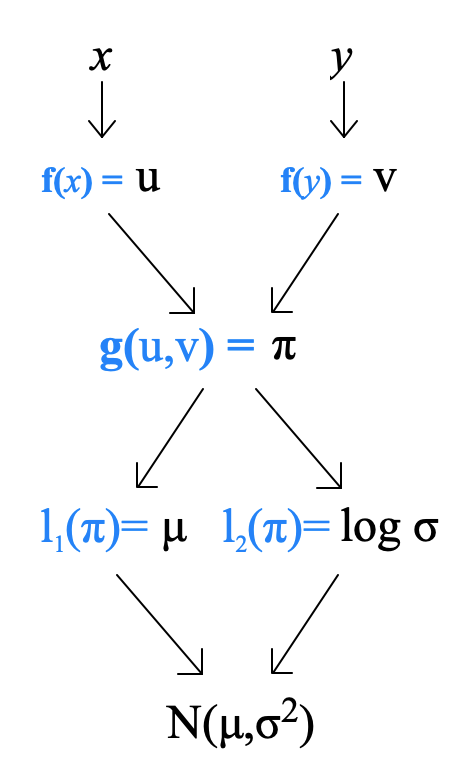 x y
f(x) = u f(y) = v
g(u,v) = π
l₁(π)= μ l₂(π)= log σ
N(μ,σ²)